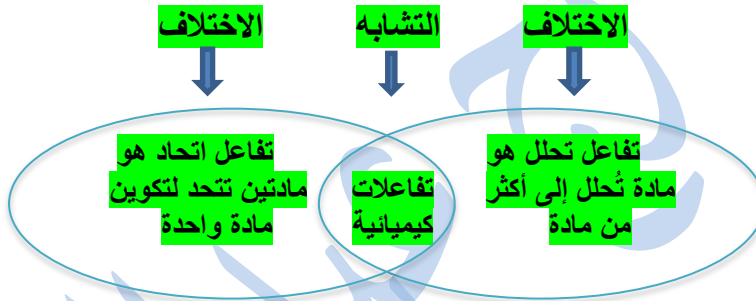 الاختلاف
التشابه
الاختلاف
تفاعل تحلل هو
مادة تُحلل إلى أكثر
من مادة
تفاعلات
كيميائية
تفاعل اتحاد هو
مادتين تتحد لتكوين
مادة واحدة